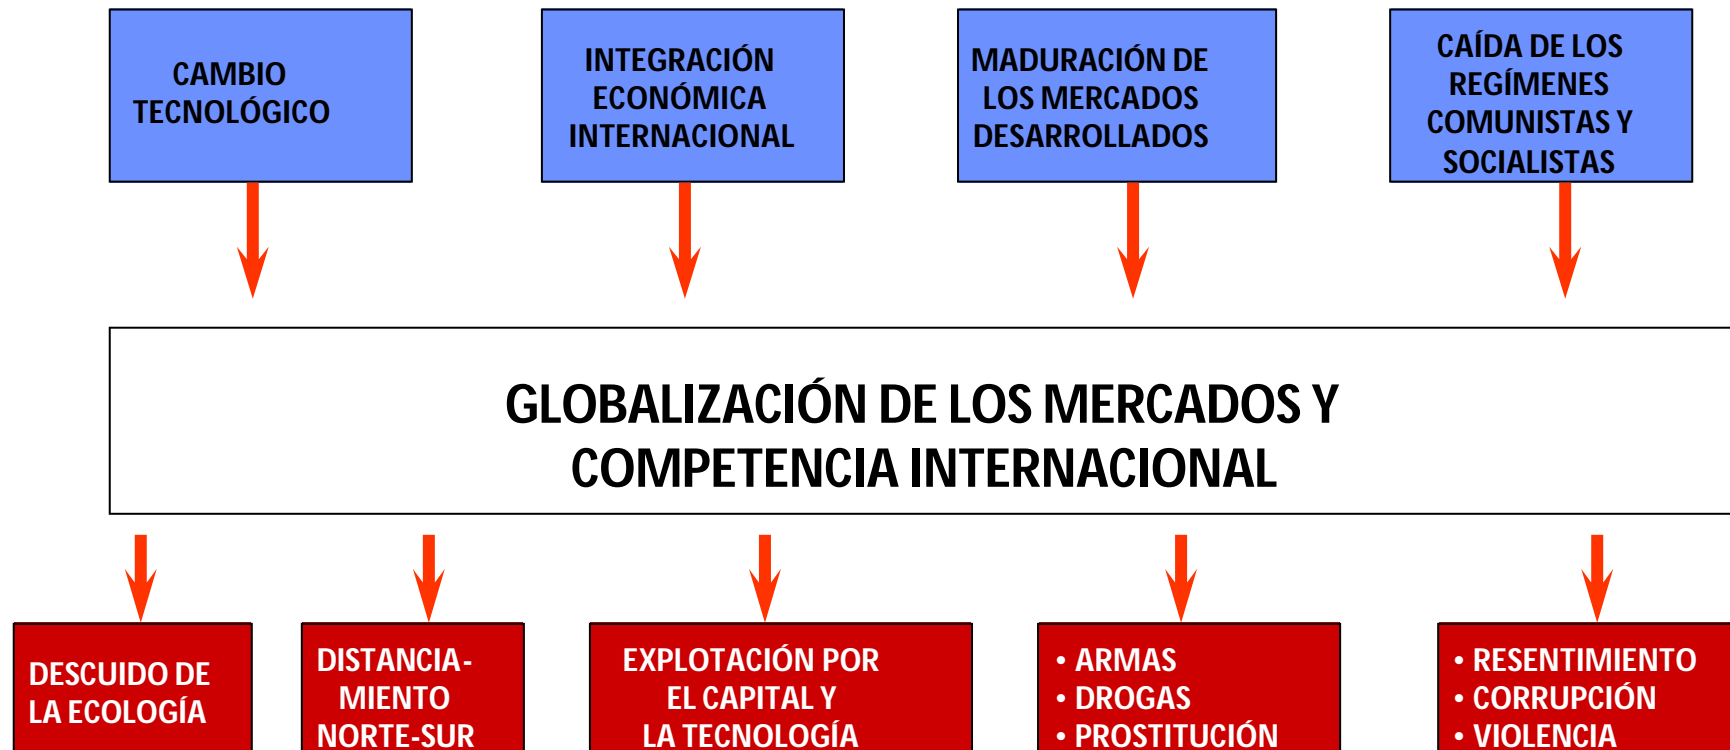 CAMBIO
TECNOLÓGICO
INTEGRACIÓN
ECONÓMICA
INTERNACIONAL
MADURACIÓN DE
LOS MERCADOS
DESARROLLADOS
CAÍDA DE LOS
REGÍMENES
COMUNISTAS Y
SOCIALISTAS
GLOBALIZACIÓN DE LOS MERCADOS Y
COMPETENCIA INTERNACIONAL
DESCUIDO DE
LA ECOLOGÍA
DISTANCIA-
MIENTO
NORTE-SUR
EXPLOTACIÓN POR
EL CAPITAL Y
LA TECNOLOGÍA
• ARMAS
• DROGAS
• PROSTITUCIÓN
• RESENTIMIENTO
• CORRUPCIÓN
• VIOLENCIA